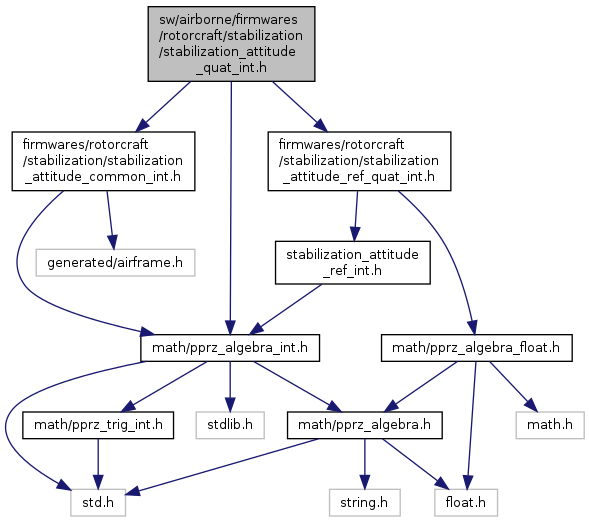 sw/airborne/firmwares
/rotorcraft/stabilization
/stabilization_attitude
_quat_int.h
firmwares/rotorcraft
/stabilization/stabilization
_attitude_common_int.h
firmwares/rotorcraft
/stabilization/stabilization
_attitude_ref_quat_int.h
generated/airframe.h
stabilization_attitude
_ref_int.h
math/pprz_algebra_int.h
math/pprz_algebra_float.h
math/pprz_trig_int.h
stdlib.h
math/pprz_algebra.h
math.h
std.h
string.h
float.h